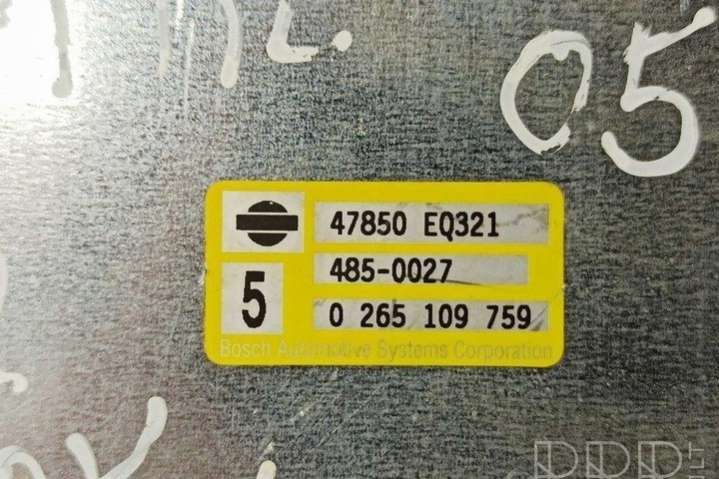 05
47850 EQ321
485-0027
5
0 265 109 759
Bosch Automotive Systems Corporation